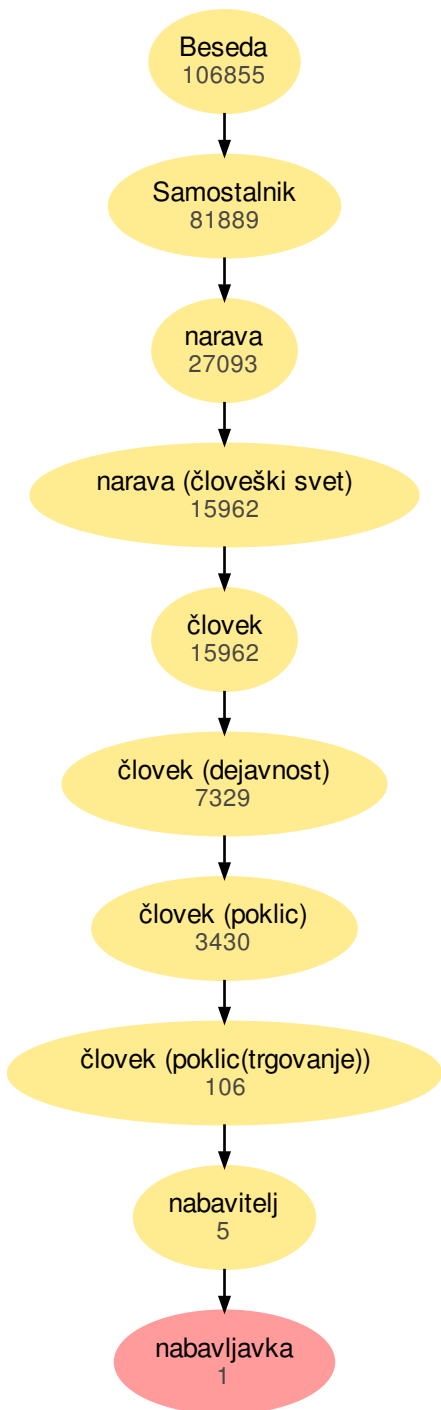 Beseda
106855
Samostalnik
81889
narava
27093
narava (človeški svet)
15962
človek
15962
človek (dejavnost)
7329
človek (poklic)
3430
človek (poklic(trgovanje))
106
nabavitelj
5
nabavljavka
1